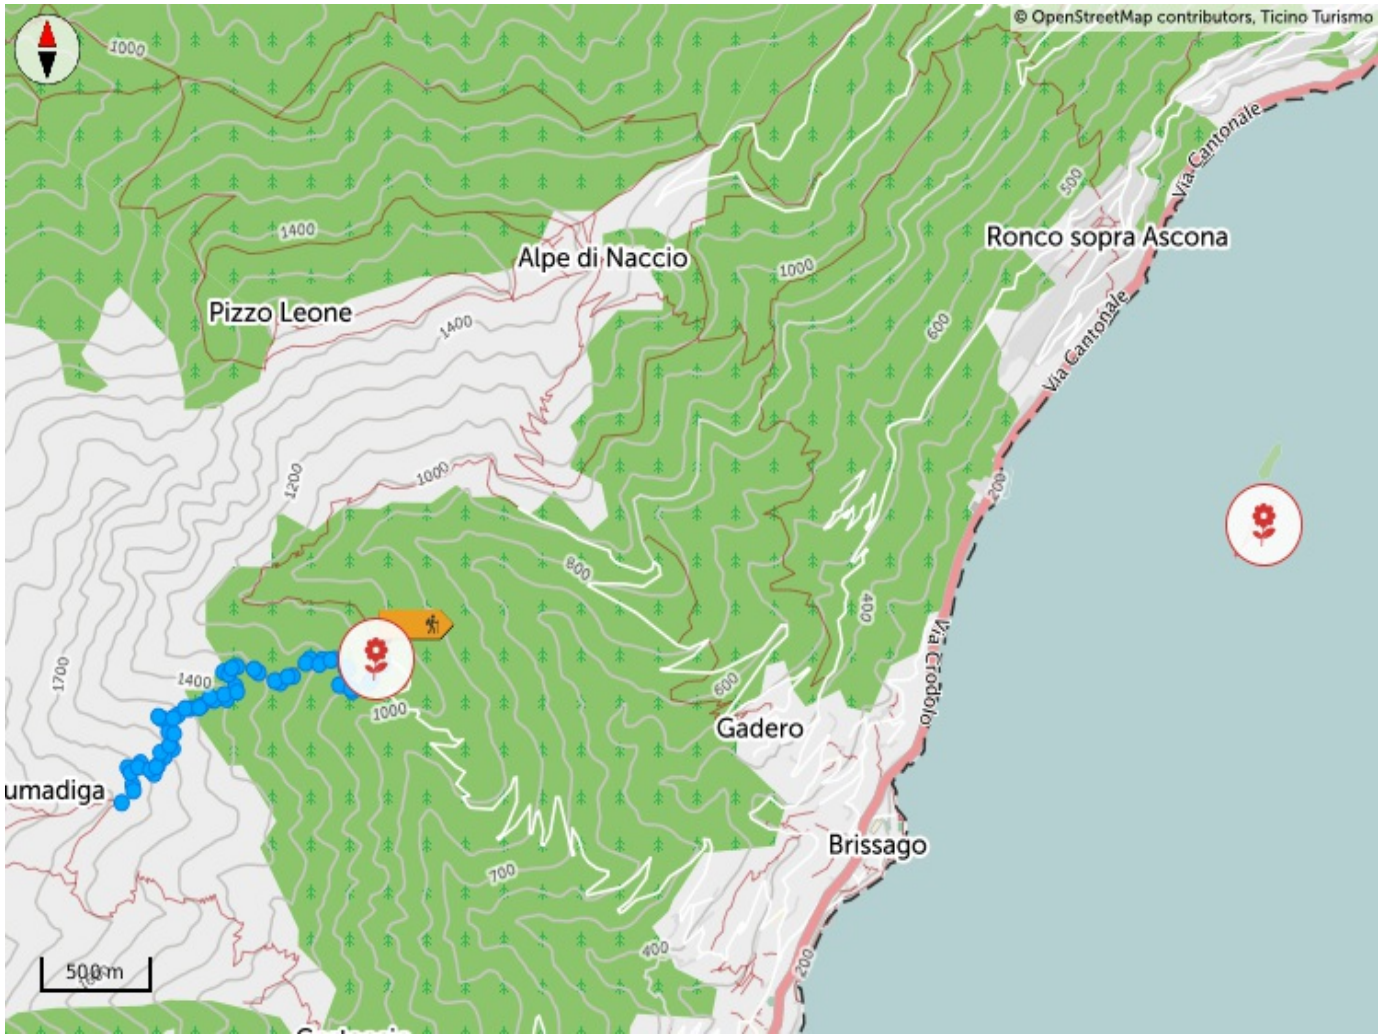 © OpenStreetMap contributors, Ticino Turismo
1000
Via Cantonale
500
1400
Ronco sopra Ascona
Alpe di Naccio
1000
Pizzo Leone
1400
600
Via Cantonale
1000
1200
200
800
400
Via Crodolo
1700
1400
600
1000
Gadero
umadiga
Brissago
700
400
200
500 m